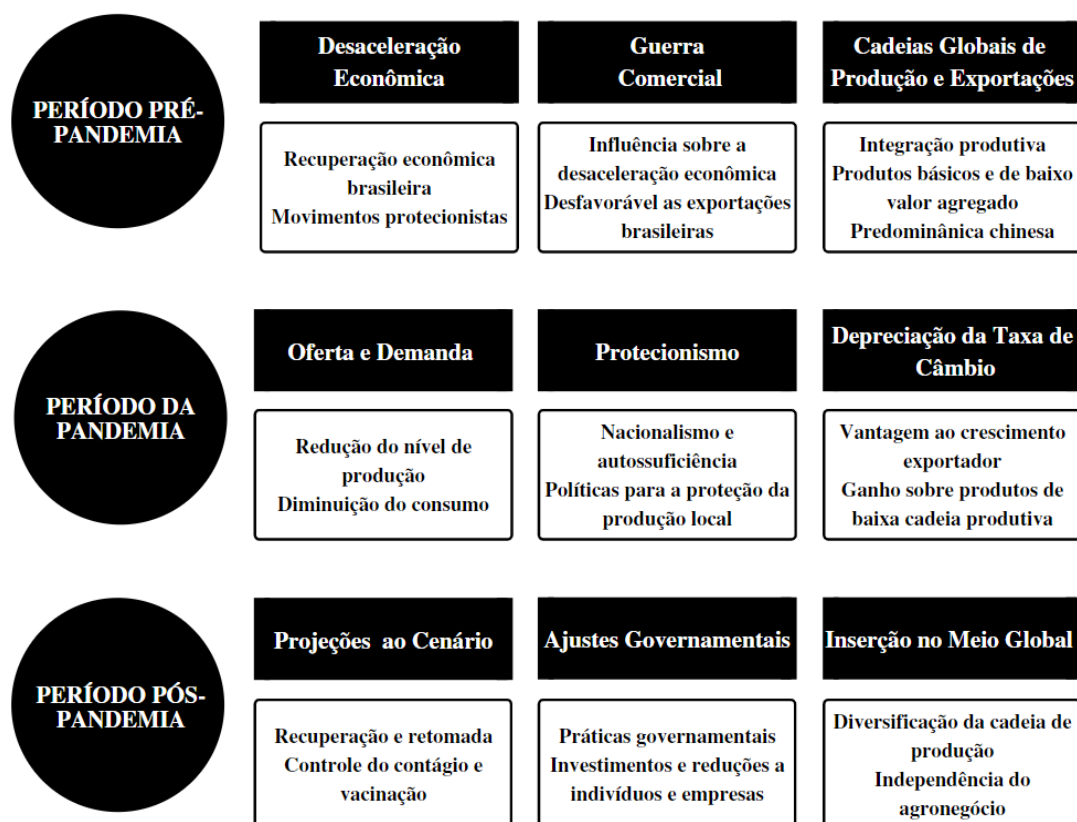 PERÍODO PRÉ-
PANDEMIA
Desaceleração
Econômica
Recuperação econômica
brasileira
Movimentos protecionistas
Guerra
Comercial
Influência sobre a
desaceleração econômica
Desfavorável as exportações
brasileiras
Cadeias Globais de
Produção e Exportações
Integração produtiva
Produtos básicos e de baixo
valor agregado
Predominânica chinesa
PERÍODO DA
PANDEMIA
Oferta e Demanda
Redução do nível de
produção
Diminuição do consumo
Protecionismo
Nacionalismo e
autossuficiência
Políticas para a proteção da
produção local
Depreciação da Taxa de
Câmbio
Vantagem ao crescimento
exportador
Ganho sobre produtos de
baixa cadeia produtiva
PERÍODO PÓS-
PANDEMIA
Projeções ao Cenário
Recuperação e retomada
Controle do contágio e
vacinação
Ajustes Governamentais
Práticas governamentais
Investimentos e reduções a
indivíduos e empresas
Inserção no Meio Global
Diversificação da cadeia de
produção
Independência do
agronegócio